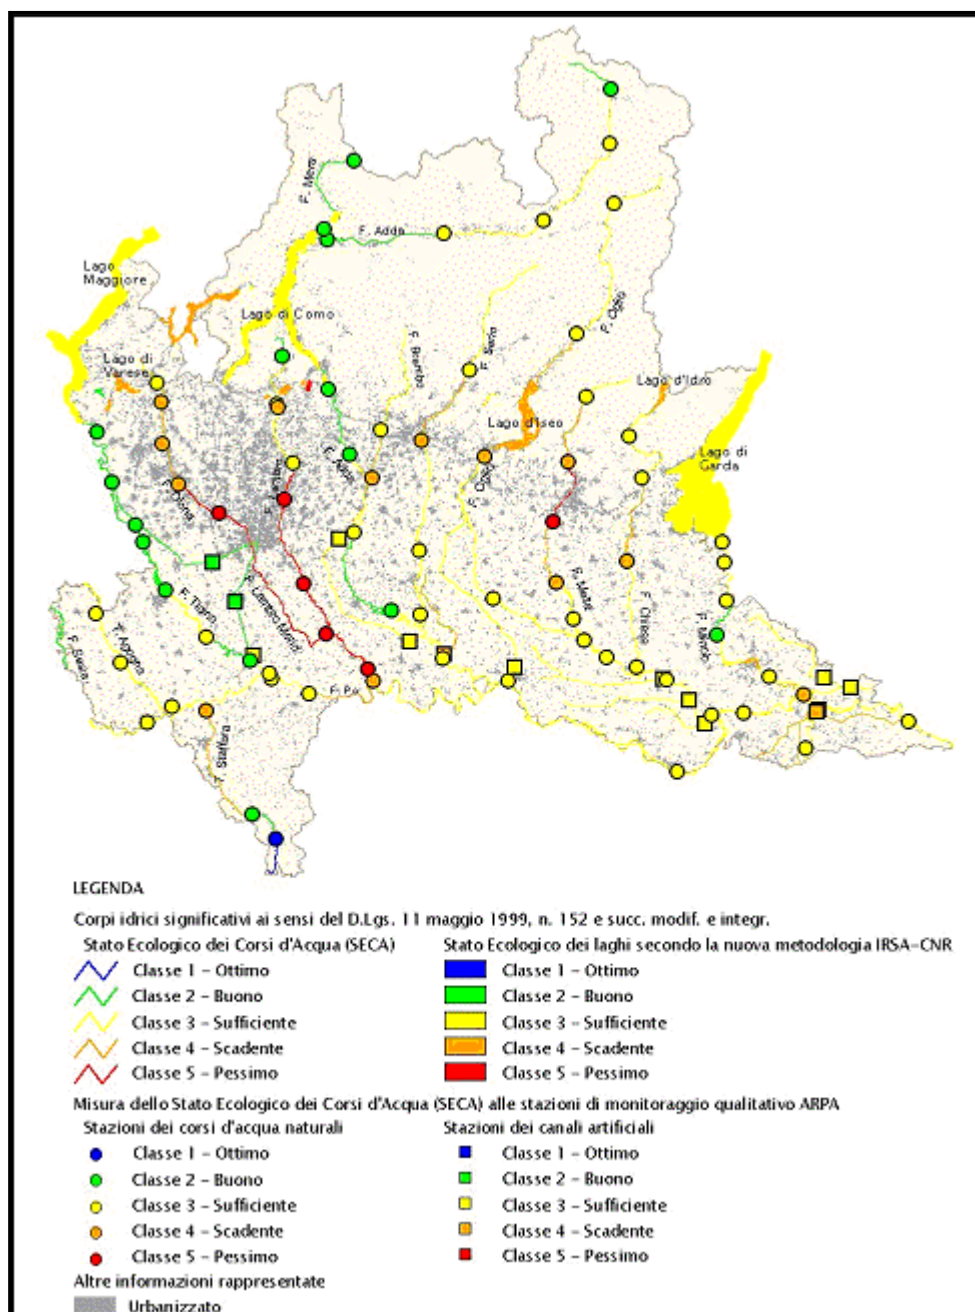 F. Mera
F. Adda
Lago
Maggiore
Lago di Como
F. Oglio
F. Brembo
F. Serio
Lago di
Varese
Lago d'Idro
Lago d'Iseo
Lago di
Garda
F. Adda
F. Oglio
F. Olona
F. Lambro
F. Lambro Merid.
F. Ticino
F. Mella
F. Chiese
F. Mincio
T. Agogna
F. Sesia
F. Po
T. Staffora
LEGENDA
Corpi idrici significativi ai sensi del D.Lgs. 11 maggio 1999, n. 152 e succ. modif. e integr.
Stato Ecologico dei Corsi d'Acqua (SECA)
Classe 1 – Ottimo
Classe 2 – Buono
Classe 3 – Sufficiente
Classe 4 – Scadente
Classe 5 – Pessimo
Stato Ecologico dei laghi secondo la nuova metodologia IRSA–CNR
Classe 1 – Ottimo
Classe 2 – Buono
Classe 3 – Sufficiente
Classe 4 – Scadente
Classe 5 – Pessimo
Misura dello Stato Ecologico dei Corsi d'Acqua (SECA) alle stazioni di monitoraggio qualitativo ARPA
Stazioni dei corsi d'acqua naturali
Classe 1 – Ottimo
Classe 2 – Buono
Classe 3 – Sufficiente
Classe 4 – Scadente
Classe 5 – Pessimo
Stazioni dei canali artificiali
Classe 1 – Ottimo
Classe 2 – Buono
Classe 3 – Sufficiente
Classe 4 – Scadente
Classe 5 – Pessimo
Altre informazioni rappresentate
Urbanizzato